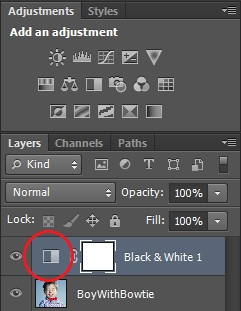 Adjustments Styles
Add an adjustment
Layers Channels Paths
Kind
Normal Opacity: 100%
Lock: Fill: 100%
Black & White 1
BoyWithBowtie